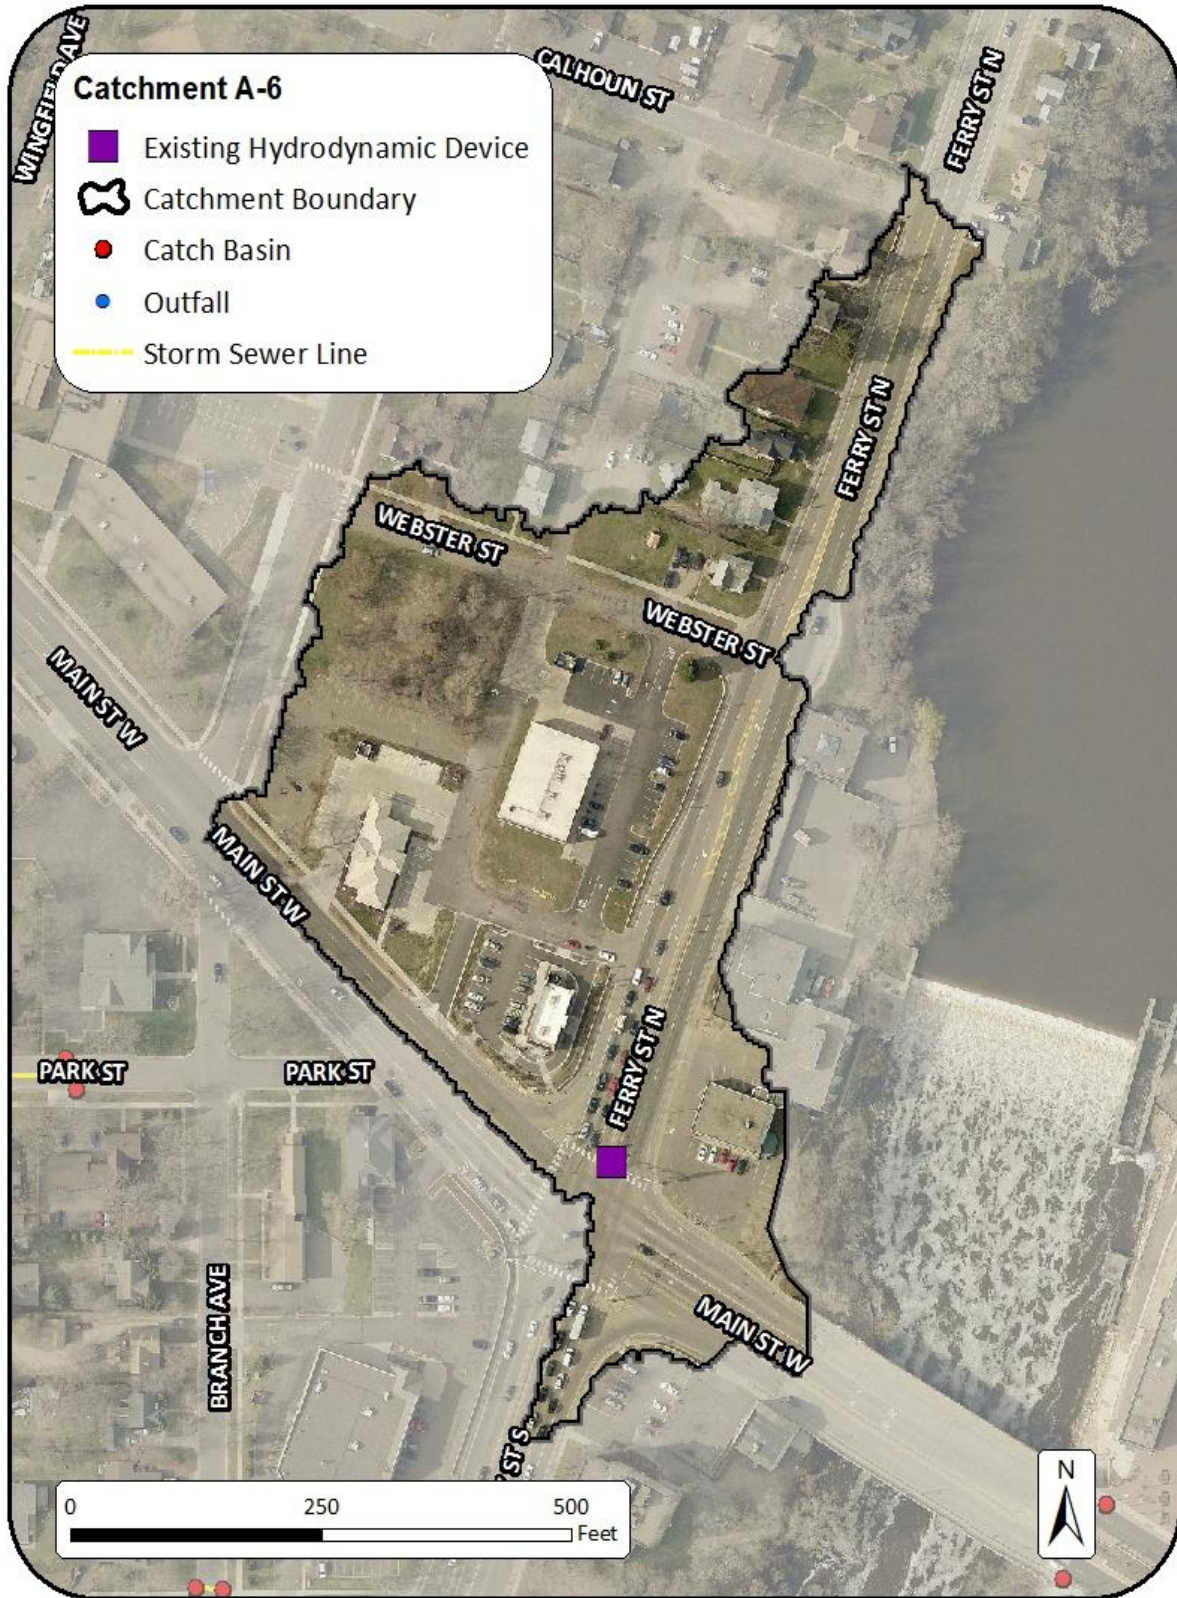 WINGFIELD AVE
Catchment A-6
Existing Hydrodynamic Device
Catchment Boundary
Catch Basin
Outfall
Storm Sewer Line
CALHOUN ST
FERRY ST N
FERRY ST N
WEBSTER ST
WEBSTER ST
MAIN ST W
MAIN ST W
FERRY ST N
PARK ST
PARK ST
BRANCH AVE
MAIN ST W
ST S
0 250 500
Feet
N